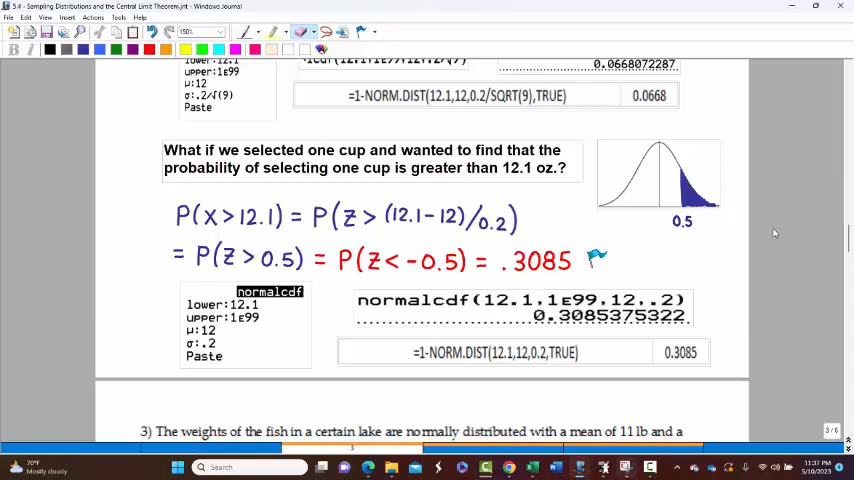 5.4 - Sampling Distributions and the Central Limit Theorem.jnt - Windows Journal
File Edit View Insert Actions Tools Help
150%
B I
lower:12.1
upper:1E99
μ:12
σ:.2/√(9)
Paste
0.0668072287
=1-NORM.DIST(12.1,12,0.2/SQRT(9),TRUE) 0.0668
What if we selected one cup and wanted to find that the
probability of selecting one cup is greater than 12.1 oz.?
0.5
P(x>12.1) = P(z > (12.1-12)/0.2)
= P(z > 0.5) = P(z < -0.5) = .3085
normalcdf
lower:12.1
upper:1E99
μ:12
σ:.2
Paste
normalcdf(12.1,1E99,12,.2)
0.3085375322
=1-NORM.DIST(12.1,12,0.2,TRUE) 0.3085
3) The weights of the fish in a certain lake are normally distributed with a mean of 11 lb and a
3 / 6
3
70°F
Mostly cloudy
Search
11:37 PM
5/10/2023